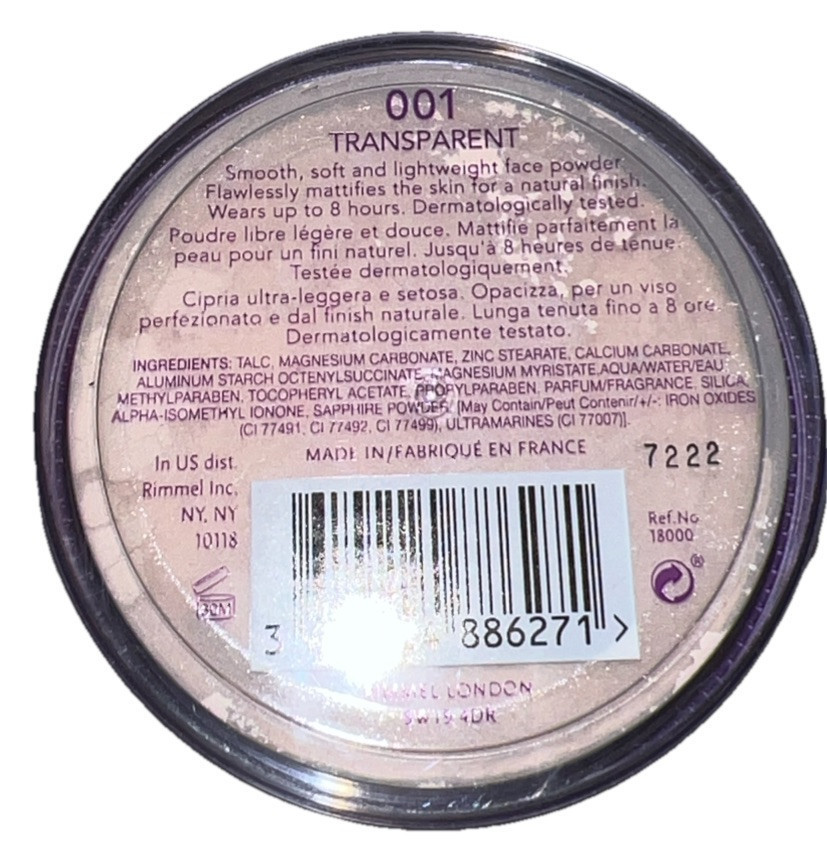 001
TRANSPARENT
Smooth, soft and lightweight face powder.
Flawlessly mattifies the skin for a natural finish.
Wears up to 8 hours. Dermatologically tested.
Poudre libre légère et douce. Mattifie parfaitement la
peau pour un fini naturel. Jusqu'à 8 heures de tenue.
Testée dermatologiquement.
Cipria ultra-leggera e setosa. Opacizza, per un viso
perfezionato e dal finish naturale. Lunga tenuta fino a 8 ore.
Dermatologicamente testato.
INGREDIENTS: TALC, MAGNESIUM CARBONATE, ZINC STEARATE, CALCIUM CARBONATE,
ALUMINUM STARCH OCTENYLSUCCINATE, MAGNESIUM MYRISTATE,AQUA/WATER/EAU,
METHYLPARABEN, TOCOPHERYL ACETATE, PROPYLPARABEN, PARFUM/FRAGRANCE, SILICA,
ALPHA-ISOMETHYL IONONE, SAPPHIRE POWDER, [May Contain/Peut Contenir/+/-: IRON OXIDES
(CI 77491, CI 77492, CI 77499), ULTRAMARINES (CI 77007)].
MADE IN/FABRIQUÉ EN FRANCE
7222
In US dist.
Rimmel Inc.
NY, NY
10118
Ref.No
18000
®
30M
3 886271 >
RIMMEL LONDON
SW19 4DR